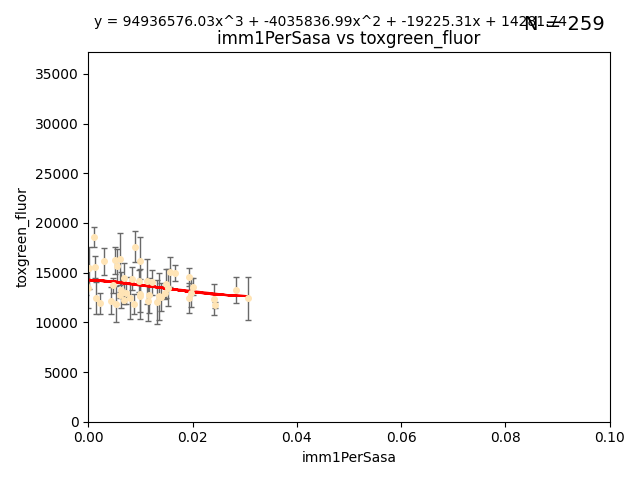 y = 94936576.03x^3 + -4035836.99x^2 + -19225.31x + 14281.74
N = 259
imm1PerSasa vs toxgreen_fluor
35000
30000
25000
20000
15000
10000
5000
0
toxgreen_fluor
0.00 0.02 0.04 0.06 0.08 0.10
imm1PerSasa